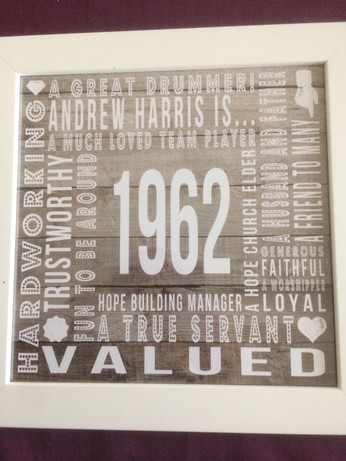 A GREAT DRUMMER!
ANDREW HARRIS IS...
A MUCH LOVED TEAM PLAYER
HARDWORKING
TRUSTWORTHY
FUN TO BE AROUND
1962
A HOPE CHURCH ELDER
A HUSBAND AND FATHER
A FRIEND TO MANY
GENEROUS
FAITHFUL
A WORSHIPPER
LOYAL
HOPE BUILDING MANAGER
A TRUE SERVANT
VALUED